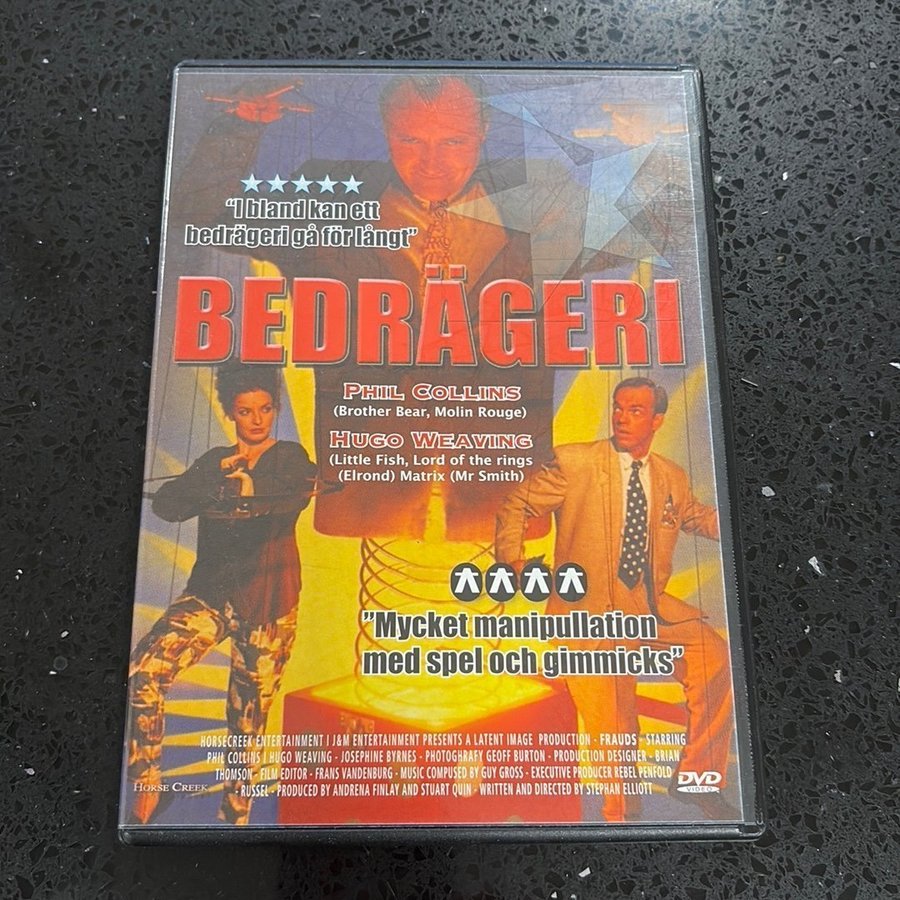 "I bland kan ett
bedrägeri gå för långt"
BEDRÄGERI
PHIL COLLINS
(Brother Bear, Molin Rouge)
HUGO WEAVING
(Little Fish, Lord of the rings
(Elrond) Matrix (Mr Smith)
"Mycket manipullation
med spel och gimmicks"
HORSECREEK ENTERTAINMENT I J&M ENTERTAINMENT PRESENTS A LATENT IMAGE PRODUCTION - FRAUDS - STARRING
PHIL COLLINS I HUGO WEAVING - JOSEPHINE BYRNES - PHOTOGHRAFY GEOFF BURTON - PRODUCTION DESIGNER - BRIAN
THOMSON - FILM EDITOR - FRANS VANDENBURG - MUSIC COMPUSED BY GUY GROSS - EXECUTIVE PRODUCER REBEL PENFOLD
- RUSSEL - PRODUCED BY ANDRENA FINLAY AND STUART QUIN - WRITTEN AND DIRECTED BY STEPHAN ELLIOTT
HORSE CREEK
DVD
VIDEO